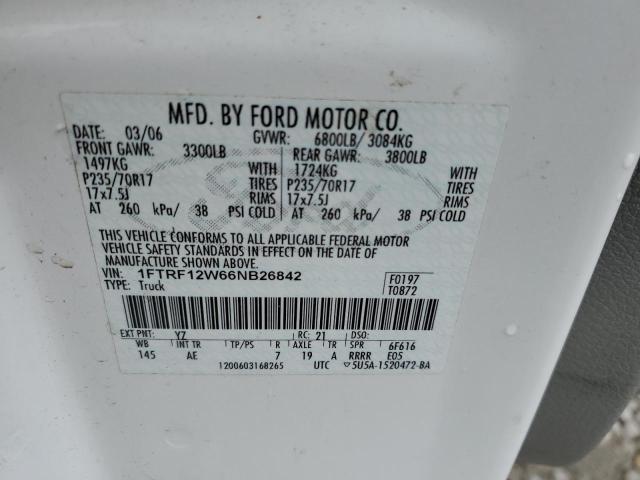 MFD. BY FORD MOTOR CO.
DATE: 03/06 GVWR: 6800LB/ 3084KG
FRONT GAWR: 3300LB REAR GAWR: 3800LB
1497KG WITH 1724KG WITH
P235/70R17 TIRES P235/70R17 TIRES
17x7.5J RIMS 17x7.5J RIMS
AT 260 kPa/ 38 PSI COLD AT 260 kPa/ 38 PSI COLD
THIS VEHICLE CONFORMS TO ALL APPLICABLE FEDERAL MOTOR
VEHICLE SAFETY STANDARDS IN EFFECT ON THE DATE OF
MANUFACTURE SHOWN ABOVE.
VIN: 1FTRF12W66NB26842 F0197
TYPE: Truck T0872
EXT PNT: YZ RC: 21 DSO:
WB INT TR TP/PS R AXLE TR SPR 6F616
145 AE 7 19 A RRRR E05
1200603168265 UTC 5U5A-1520472-BA